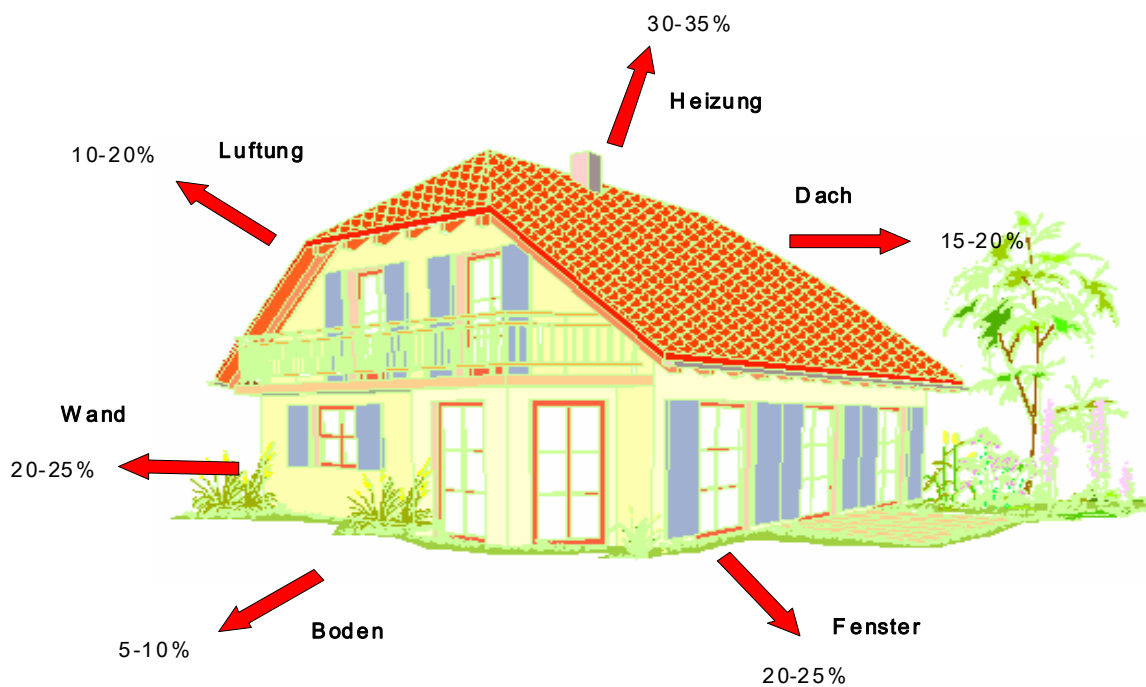 30-35%
Heizung
Luftung
10-20%
Dach
15-20%
Wand
20-25%
Boden
5-10%
Fenster
20-25%